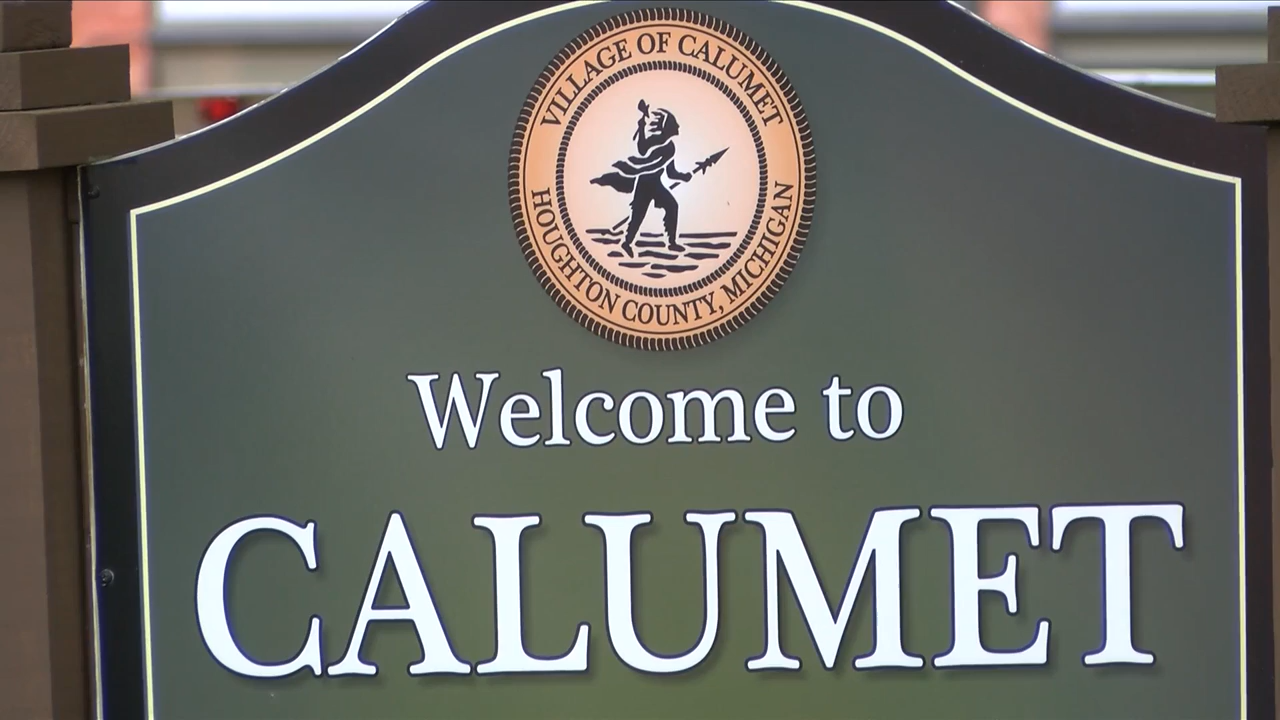 VILLAGE OF CALUMET
HOUGHTON COUNTY, MICHIGAN
Welcome to
CALUMET